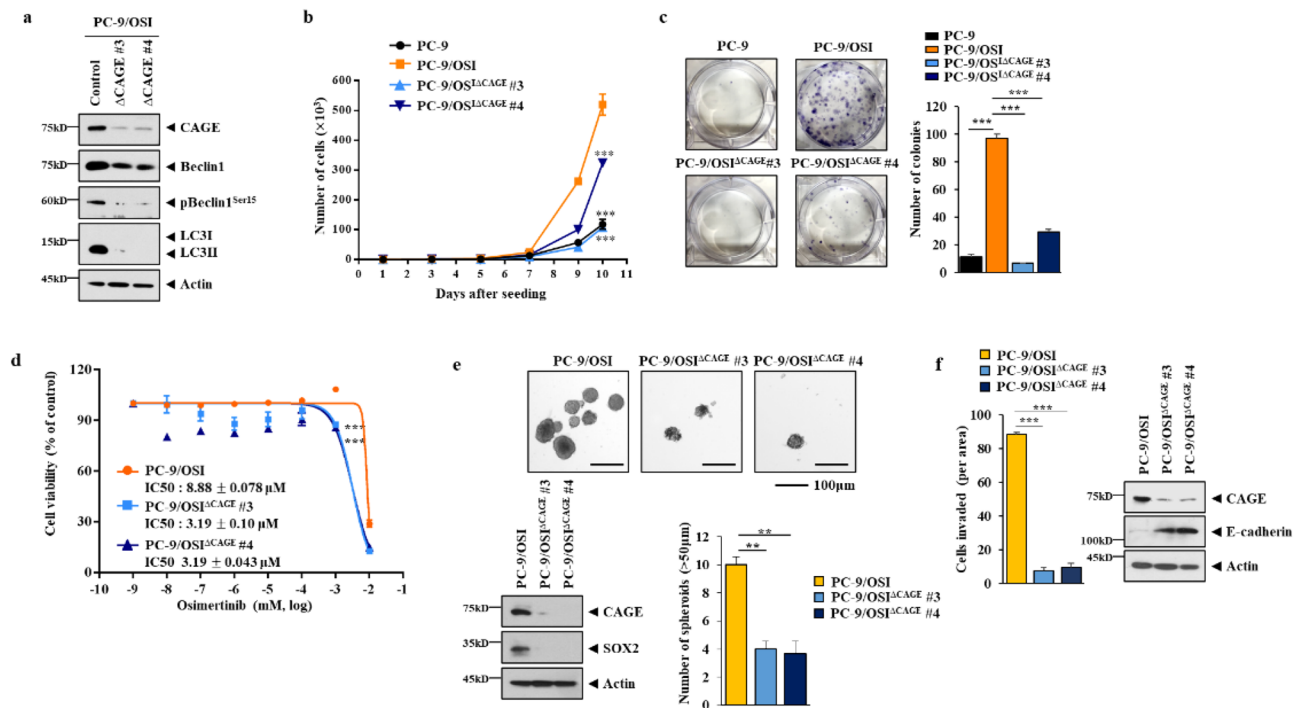 a
PC-9/OSI
Control
ΔCAGE #3
ΔCAGE #4
75kD
CAGE
75kD
Beclin1
60kD
pBeclin1Ser15
15kD
LC3I
LC3II
45kD
Actin
b
PC-9
PC-9/OSI
PC-9/OSIΔCAGE #3
PC-9/OSIΔCAGE #4
Number of cells (×10³)
600
500
400
300
200
100
0
***
***
***
0 1 2 3 4 5 6 7 8 9 10 11
Days after seeding
c
PC-9
PC-9/OSI
PC-9/OSIΔCAGE#3
PC-9/OSIΔCAGE #4
PC-9
PC-9/OSI
PC-9/OSIΔCAGE #3
PC-9/OSIΔCAGE #4
Number of colonies
120
100
80
60
40
20
0
***
***
***
d
Cell viability (% of control)
120
90
60
30
0
***
***
PC-9/OSI
IC50 : 8.88 ± 0.078 μM
PC-9/OSIΔCAGE #3
IC50 : 3.19 ± 0.10 μM
PC-9/OSIΔCAGE #4
IC50 3.19 ± 0.043 μM
-10 -9 -8 -7 -6 -5 -4 -3 -2 -1
Osimertinib (mM, log)
e
PC-9/OSI
PC-9/OSIΔCAGE #3
PC-9/OSIΔCAGE #4
100μm
PC-9/OSI
PC-9/OSIΔCAGE #3
PC-9/OSIΔCAGE #4
75kD
CAGE
35kD
SOX2
45kD
Actin
Number of spheroids (>50μm)
12
10
8
6
4
2
0
**
**
PC-9/OSI
PC-9/OSIΔCAGE #3
PC-9/OSIΔCAGE #4
f
PC-9/OSI
PC-9/OSIΔCAGE #3
PC-9/OSIΔCAGE #4
Cells invaded (per area)
100
80
60
40
20
0
***
***
PC-9/OSI
PC-9/OSIΔCAGE #3
PC-9/OSIΔCAGE #4
75kD
CAGE
E-cadherin
100kD
45kD
Actin